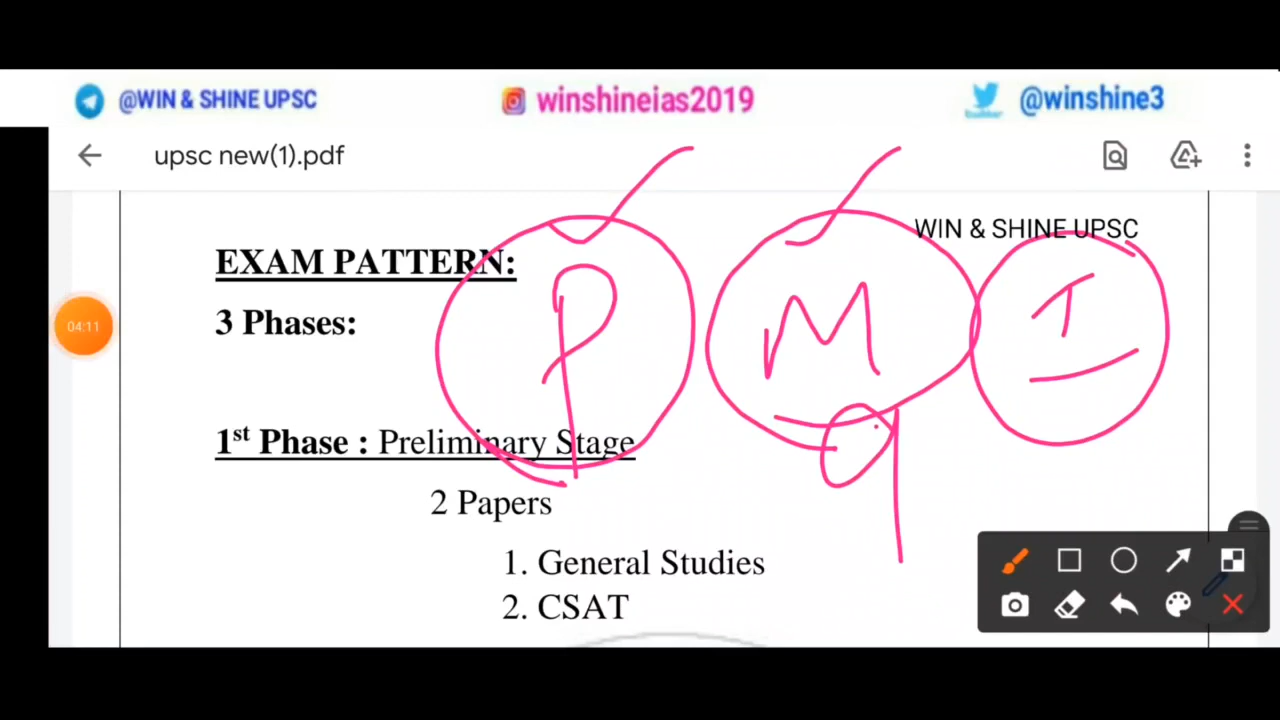 @WIN & SHINE UPSC winshineias2019 @winshine3
upsc new(1).pdf
WIN & SHINE UPSC
EXAM PATTERN:
3 Phases:
P M I
1st Phase : Preliminary Stage
9
2 Papers
1. General Studies
2. CSAT
04:11